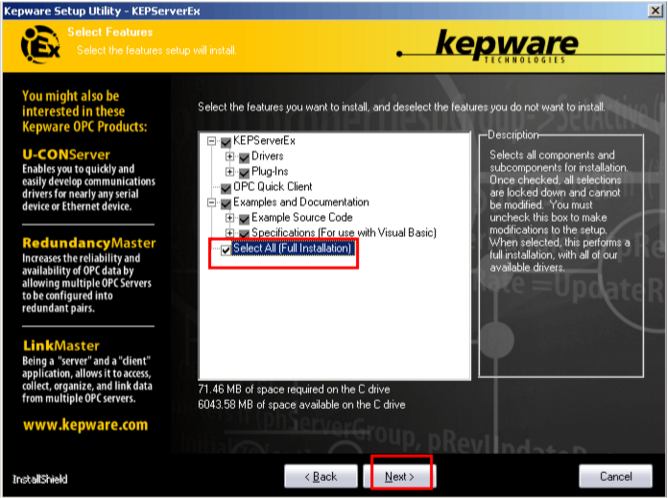 Kepware Setup Utility - KEPServerEx
Select Features
Select the features setup will install.
Ex
kepware
TECHNOLOGIES
You might also be
interested in these
Kepware OPC Products:
U-CONServer
Enables you to quickly and
easily develop communications
drivers for nearly any serial
device or Ethernet device.
RedundancyMaster
Increases the reliability and
availability of OPC data by
allowing multiple OPC Servers
to be configured into
redundant pairs.
LinkMaster
Being a "server" and a "client"
application, allows it to access,
collect, organize, and link data
from multiple OPC servers.
www.kepware.com
Select the features you want to install, and deselect the features you do not want to install.
KEPServerEx
Drivers
Plug-Ins
OPC Quick Client
Examples and Documentation
Example Source Code
Specifications (For use with Visual Basic)
Select All (Full Installation)
Description
Selects all components and
subcomponents for installation.
Once checked, all selections
are locked down and cannot
be modified. You must
uncheck this box to make
modifications to the setup.
When selected, this performs a
full installation, with all of our
available drivers.
71.46 MB of space required on the C drive
6043.58 MB of space available on the C drive
InstallShield
< Back
Next >
Cancel